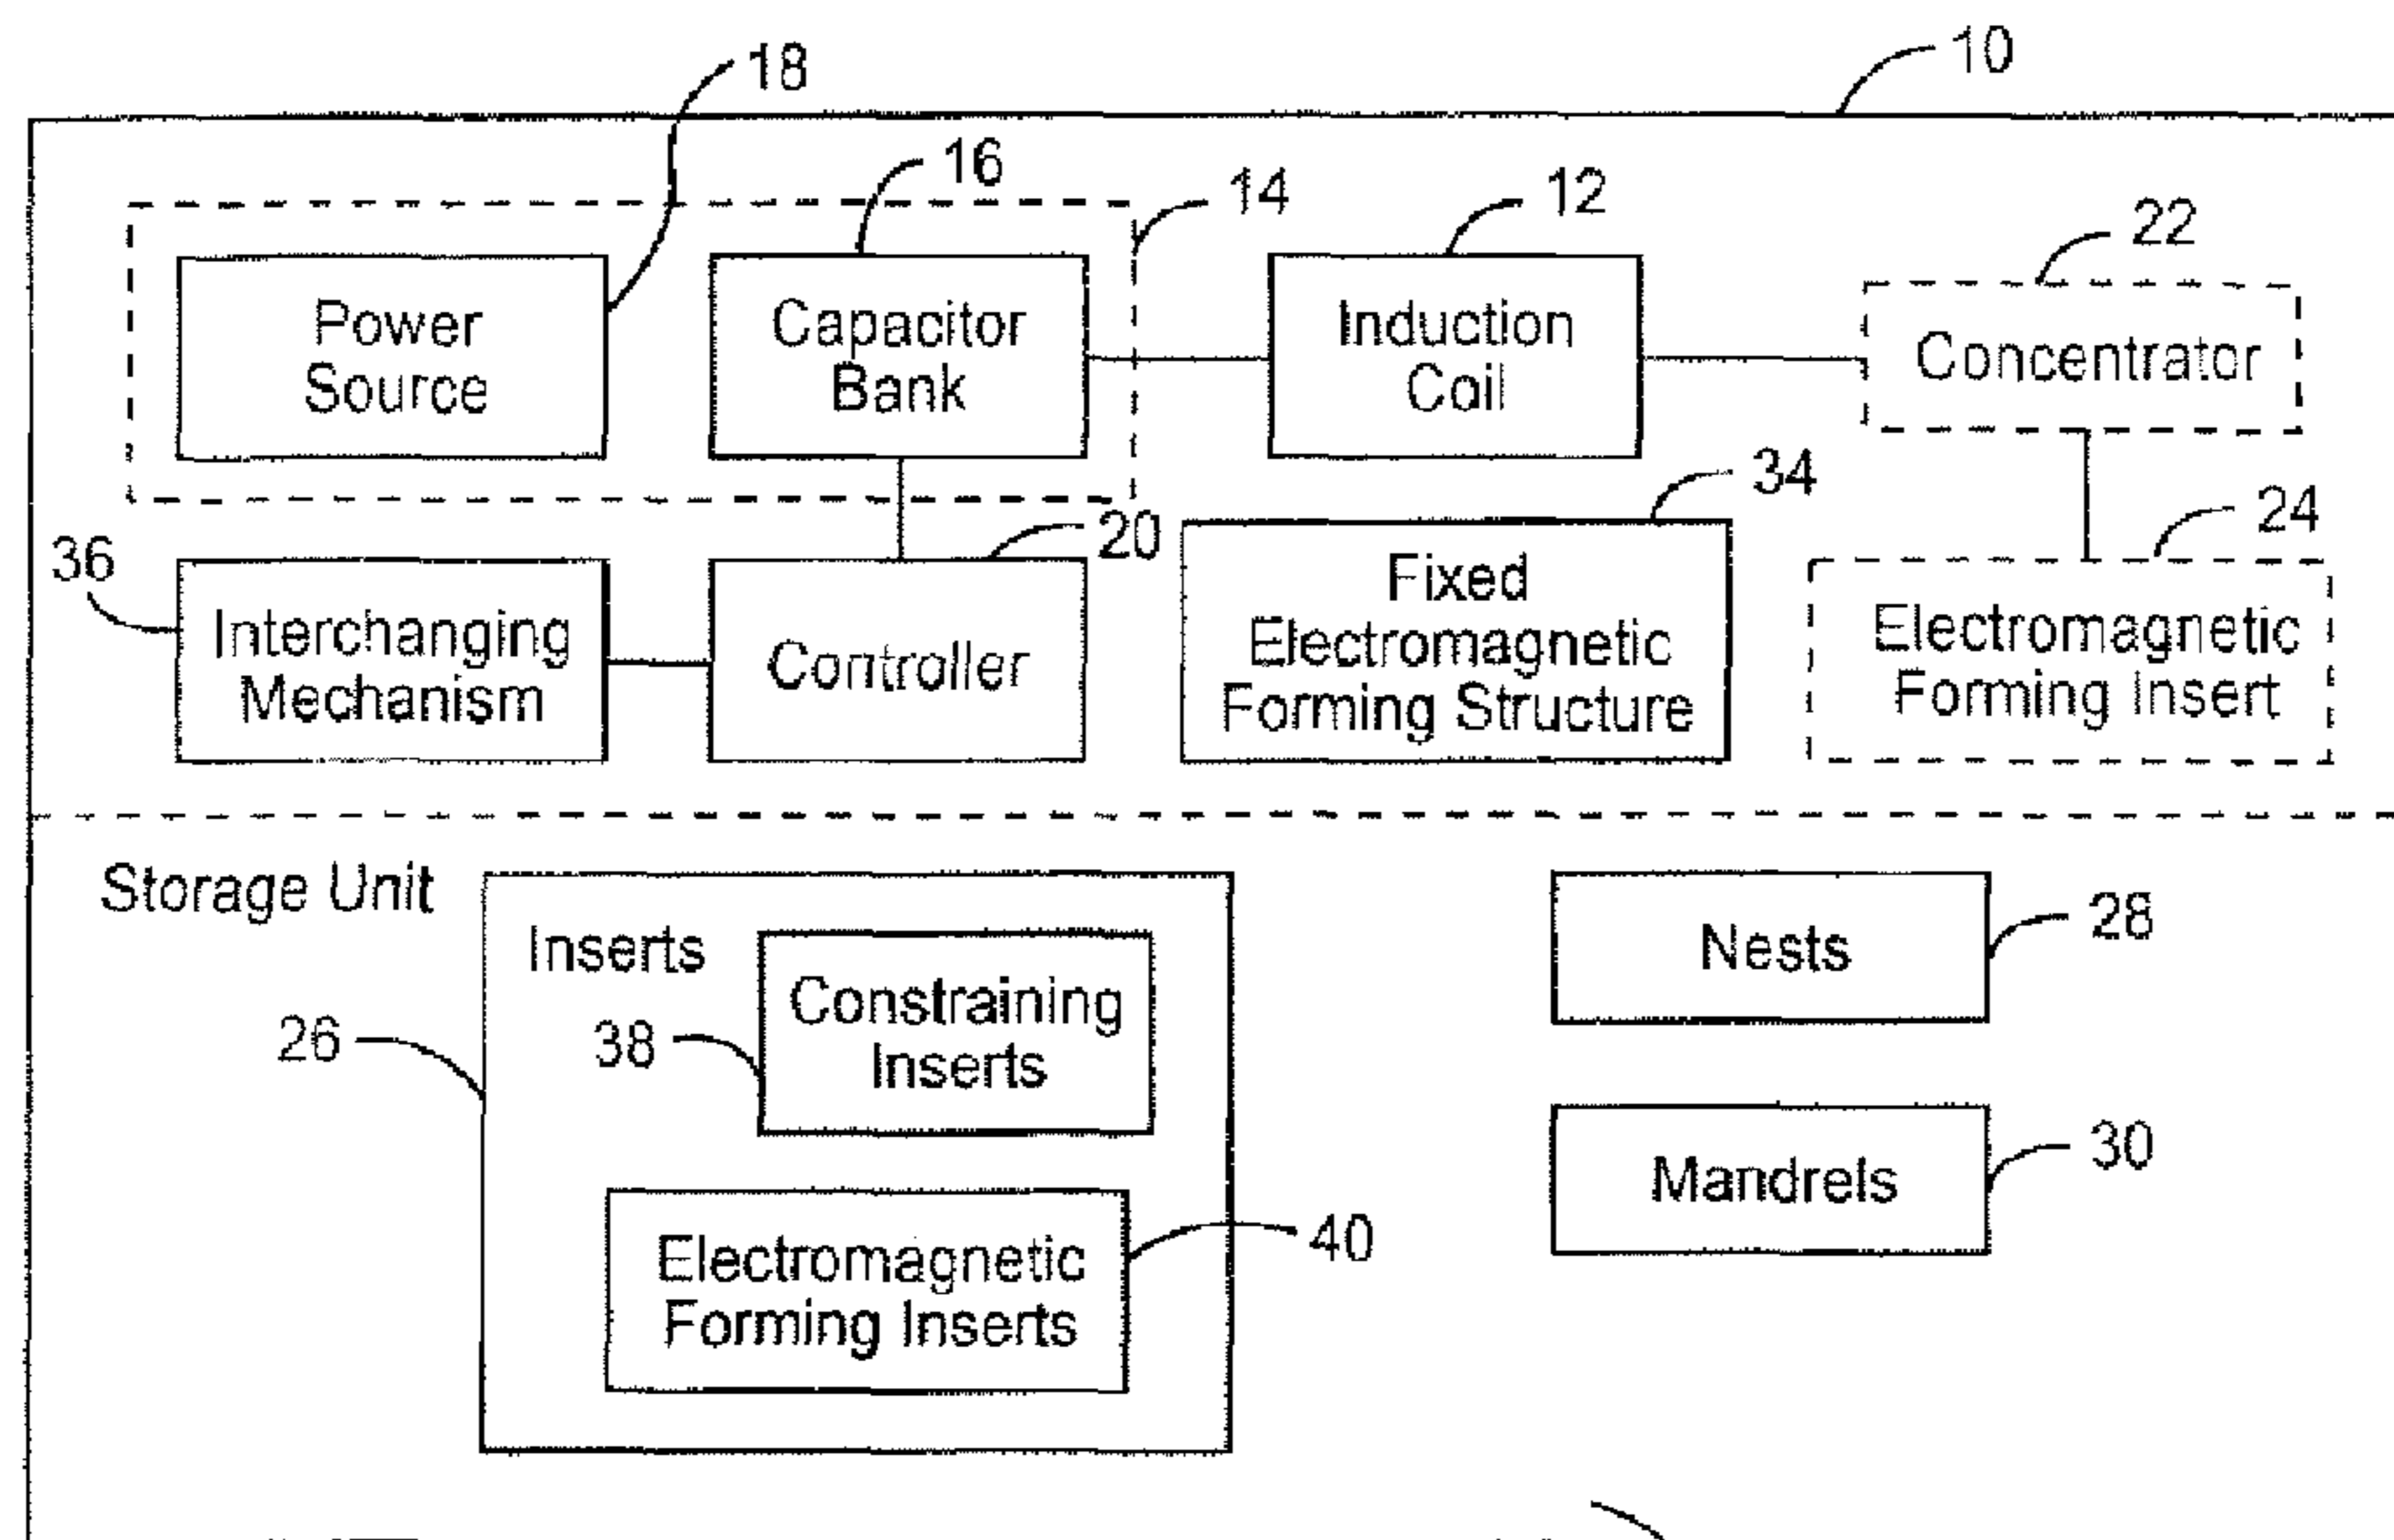 10
18
16
14
12
22
Power
Source
Capacitor
Bank
Induction
Coil
Concentrator
34
20
24
36
Interchanging
Mechanism
Controller
Fixed
Electromagnetic
Forming Structure
Electromagnetic
Forming Insert
Storage Unit
Inserts
Constraining
Inserts
26
38
Nests
28
Mandrels
30
Electromagnetic
Forming Inserts
40